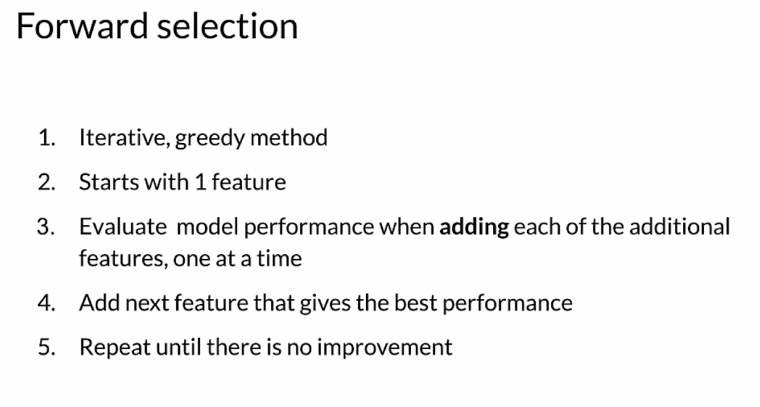 Forward selection
1. Iterative, greedy method
2. Starts with 1 feature
3. Evaluate model performance when adding each of the additional
features, one at a time
4. Add next feature that gives the best performance
5. Repeat until there is no improvement